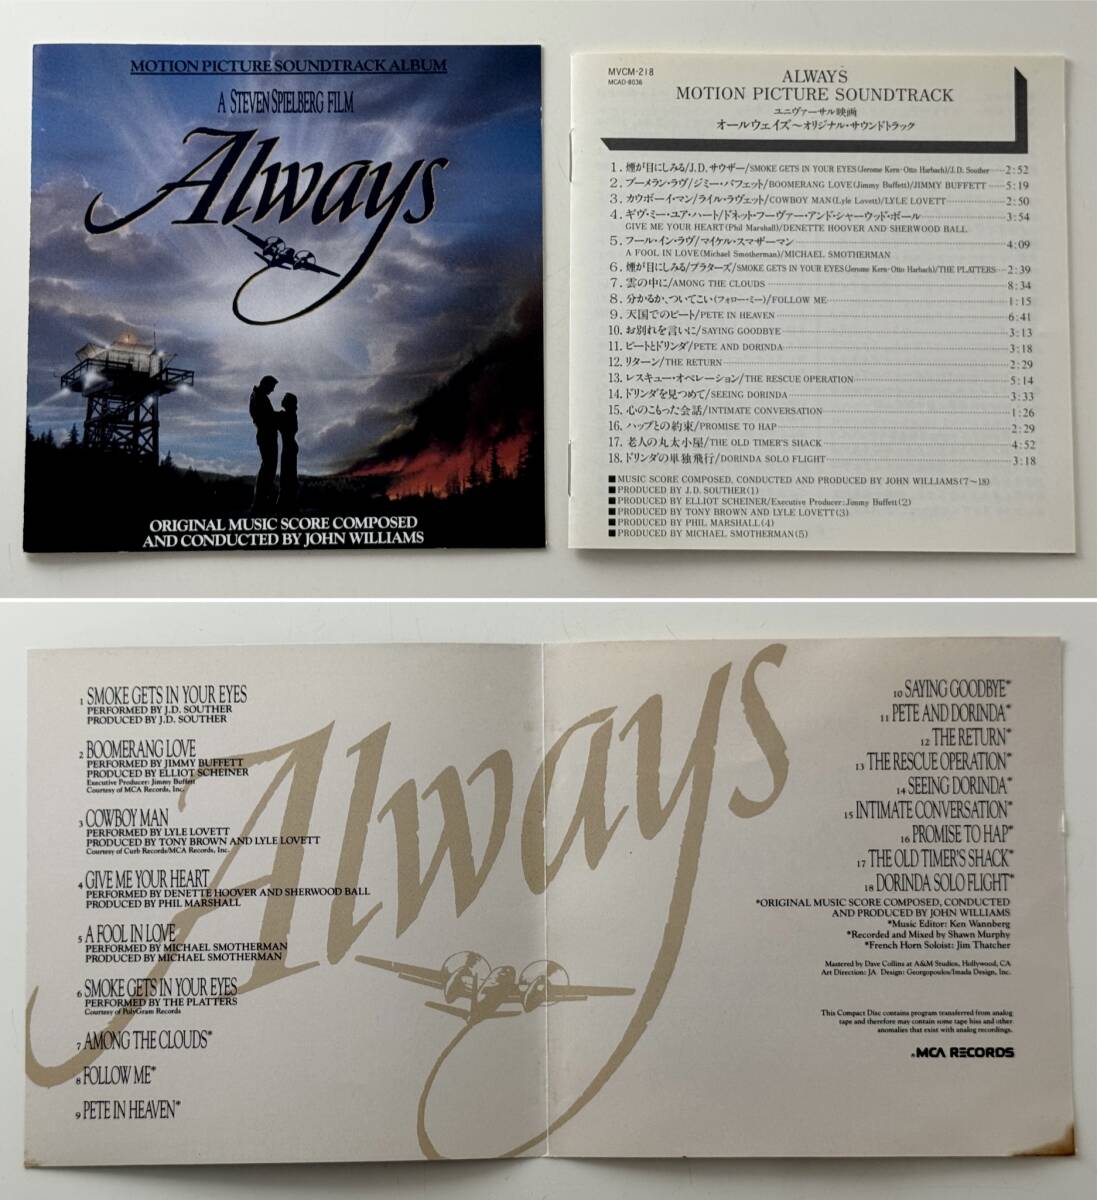 MOTION PICTURE SOUNDTRACK ALBUM
A STEVEN SPIELBERG FILM
Always
ORIGINAL MUSIC SCORE COMPOSED
AND CONDUCTED BY JOHN WILLIAMS
MVCM-218
MCAD-8036
ALWAYS
MOTION PICTURE SOUNDTRACK
ユニヴァーサル映画
オールウェイズ～オリジナル・サウンドトラック
1. 煙が目にしみる/J.D.サウザー/SMOKE GETS IN YOUR EYES(Jerome Kern-Otto Harbach)/J.D. Souther 2:52
2. ブーメラン・ラヴ/ジミー・バフェット/BOOMERANG LOVE(Jimmy Buffett)/JIMMY BUFFETT 5:19
3. カウボーイ・マン/ライル・ラヴェット/COWBOY MAN(Lyle Lovett)/LYLE LOVETT 2:50
4. ギヴ・ミー・ユア・ハート/ドネット・フーヴァー・アンド・シャーウッド・ボール 3:54
GIVE ME YOUR HEART(Phil Marshall)/DENETTE HOOVER AND SHERWOOD BALL
5. フール・イン・ラヴ/マイケル・スマザーマン 4:09
A FOOL IN LOVE(Michael Smotherman)/MICHAEL SMOTHERMAN
6. 煙が目にしみる/プラターズ/SMOKE GETS IN YOUR EYES(Jerome Kern-Otto Harbach)/THE PLATTERS 2:39
7. 雲の中に/AMONG THE CLOUDS 8:34
8. 分かるか、ついてこい(フォロー・ミー)/FOLLOW ME 1:15
9. 天国でのピート/PETE IN HEAVEN 6:41
10. お別れを言いに/SAYING GOODBYE 3:13
11. ピートとドリンダ/PETE AND DORINDA 3:18
12. リターン/THE RETURN 2:29
13. レスキュー・オペレーション/THE RESCUE OPERATION 5:14
14. ドリンダを見つめて/SEEING DORINDA 3:33
15. 心のこもった会話/INTIMATE CONVERSATION 1:26
16. ハップとの約束/PROMISE TO HAP 2:29
17. 老人の丸太小屋/THE OLD TIMER'S SHACK 4:52
18. ドリンダの単独飛行/DORINDA SOLO FLIGHT 3:18
■MUSIC SCORE COMPOSED, CONDUCTED AND PRODUCED BY JOHN WILLIAMS(7～18)
■PRODUCED BY J.D. SOUTHER(1)
■PRODUCED BY ELLIOT SCHEINER/Executive Producer:Jimmy Buffett(2)
■PRODUCED BY TONY BROWN AND LYLE LOVETT(3)
■PRODUCED BY PHIL MARSHALL(4)
■PRODUCED BY MICHAEL SMOTHERMAN(5)
Always
1 SMOKE GETS IN YOUR EYES
PERFORMED BY J.D. SOUTHER
PRODUCED BY J.D. SOUTHER
2 BOOMERANG LOVE
PERFORMED BY JIMMY BUFFETT
PRODUCED BY ELLIOT SCHEINER
Executive Producer: Jimmy Buffett
Courtesy of MCA Records, Inc.
3 COWBOY MAN
PERFORMED BY LYLE LOVETT
PRODUCED BY TONY BROWN AND LYLE LOVETT
Courtesy of Curb Records/MCA Records, Inc.
4 GIVE ME YOUR HEART
PERFORMED BY DENETTE HOOVER AND SHERWOOD BALL
PRODUCED BY PHIL MARSHALL
5 A FOOL IN LOVE
PERFORMED BY MICHAEL SMOTHERMAN
PRODUCED BY MICHAEL SMOTHERMAN
6 SMOKE GETS IN YOUR EYES
PERFORMED BY THE PLATTERS
Courtesy of PolyGram Records
7 AMONG THE CLOUDS*
8 FOLLOW ME*
9 PETE IN HEAVEN*
10 SAYING GOODBYE*
11 PETE AND DORINDA*
12 THE RETURN*
13 THE RESCUE OPERATION*
14 SEEING DORINDA*
15 INTIMATE CONVERSATION*
16 PROMISE TO HAP*
17 THE OLD TIMER'S SHACK*
18 DORINDA SOLO FLIGHT*
*ORIGINAL MUSIC SCORE COMPOSED, CONDUCTED
AND PRODUCED BY JOHN WILLIAMS
*Music Editor: Ken Wannberg
*Recorded and Mixed by Shawn Murphy
*French Horn Soloist: Jim Thatcher
Mastered by Dave Collins at A&M Studios, Hollywood, CA
Art Direction: JA Design: Georgopoulos/Imada Design, Inc.
This Compact Disc contains program transferred from analog
tape and therefore may contain some tape hiss and other
anomalies that exist with analog recordings.
MCA RECORDS